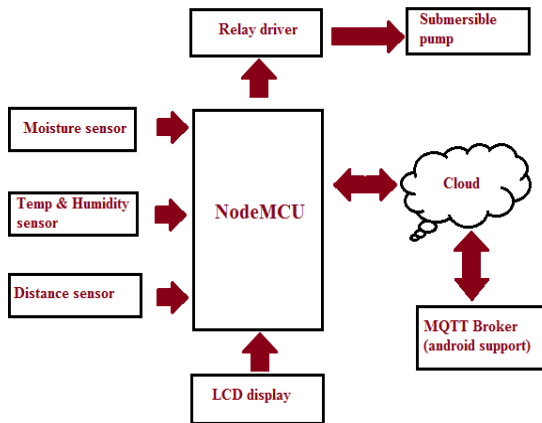 Relay driver
Submersible
pump
Moisture sensor
Temp & Humidity
sensor
NodeMCU
Cloud
Distance sensor
MQTT Broker
(android support)
LCD display